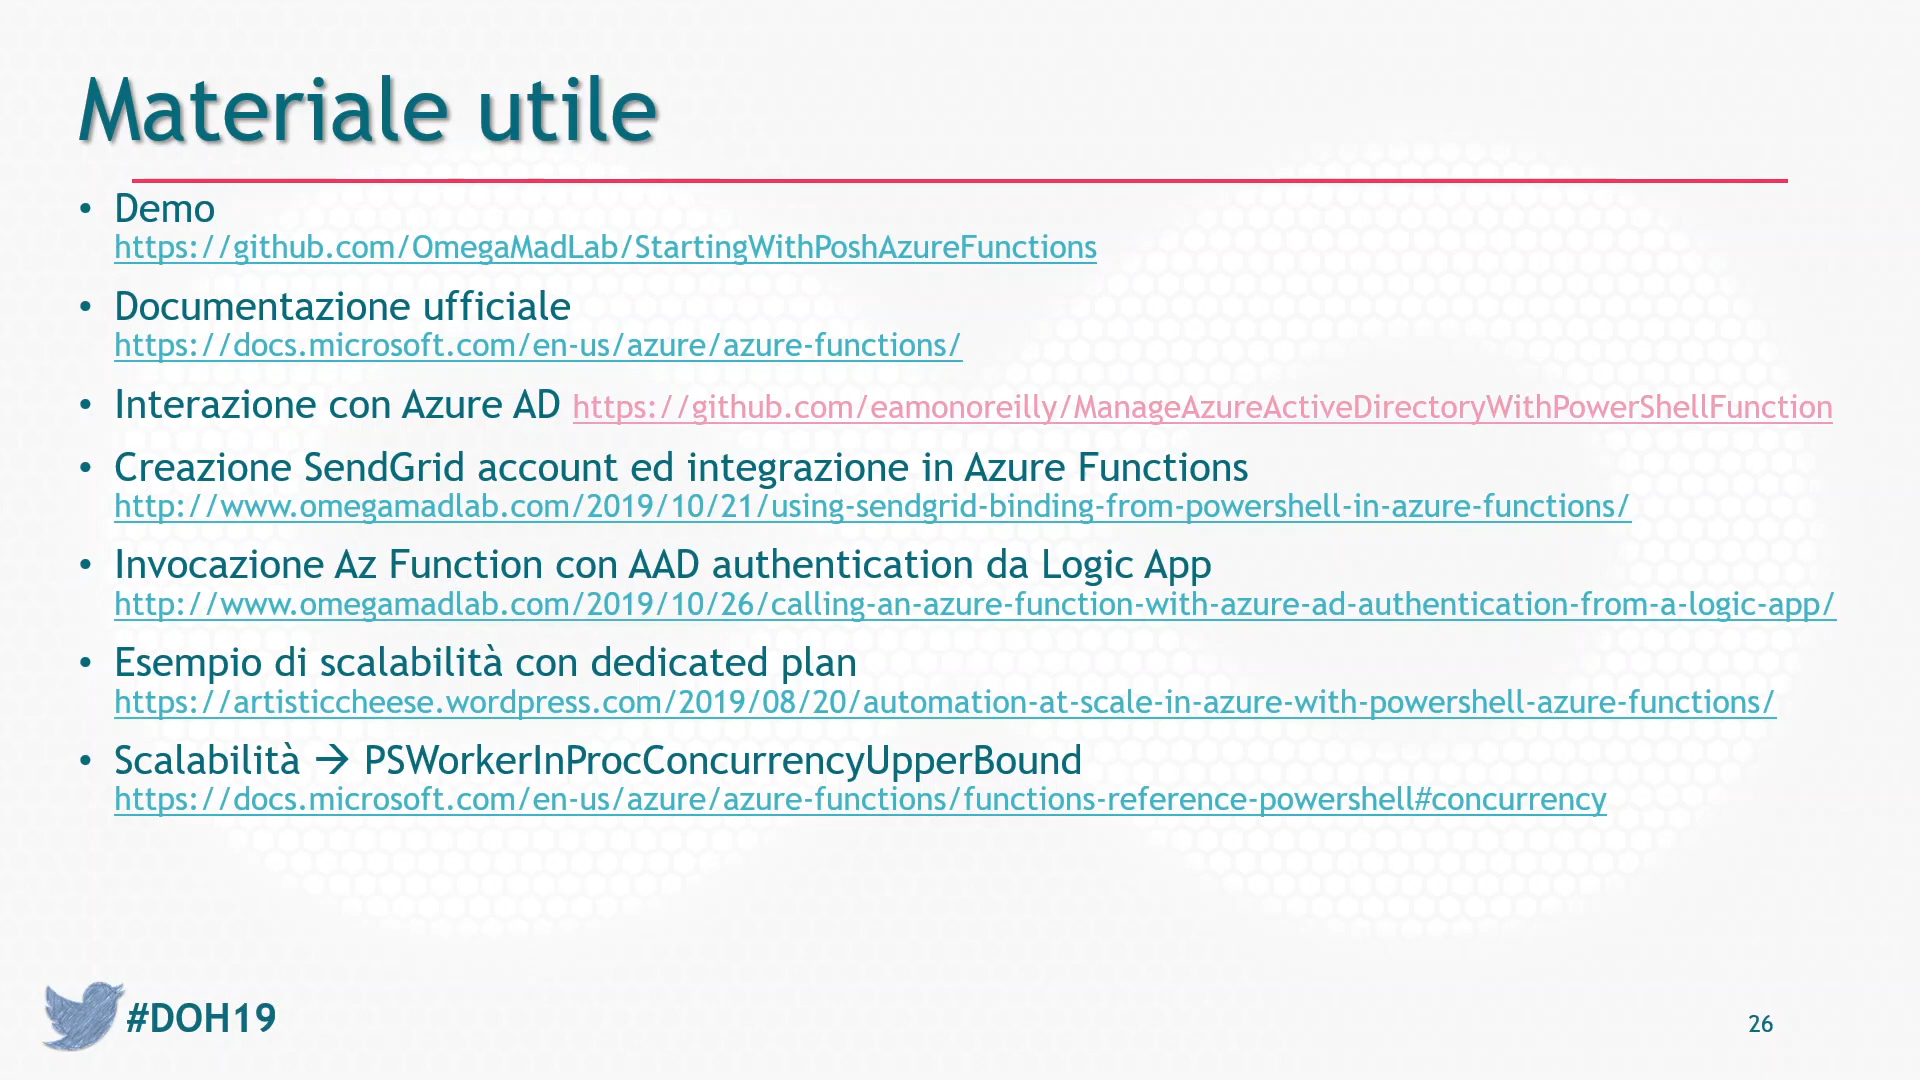 Materiale utile
• Demo
https://github.com/OmegaMadLab/StartingWithPoshAzureFunctions
• Documentazione ufficiale
https://docs.microsoft.com/en-us/azure/azure-functions/
• Interazione con Azure AD https://github.com/eamonoreilly/ManageAzureActiveDirectoryWithPowerShellFunction
• Creazione SendGrid account ed integrazione in Azure Functions
http://www.omegamadlab.com/2019/10/21/using-sendgrid-binding-from-powershell-in-azure-functions/
• Invocazione Az Function con AAD authentication da Logic App
http://www.omegamadlab.com/2019/10/26/calling-an-azure-function-with-azure-ad-authentication-from-a-logic-app/
• Esempio di scalabilità con dedicated plan
https://artisticcheese.wordpress.com/2019/08/20/automation-at-scale-in-azure-with-powershell-azure-functions/
• Scalabilità → PSWorkerInProcConcurrencyUpperBound
https://docs.microsoft.com/en-us/azure/azure-functions/functions-reference-powershell#concurrency
#DOH19
26